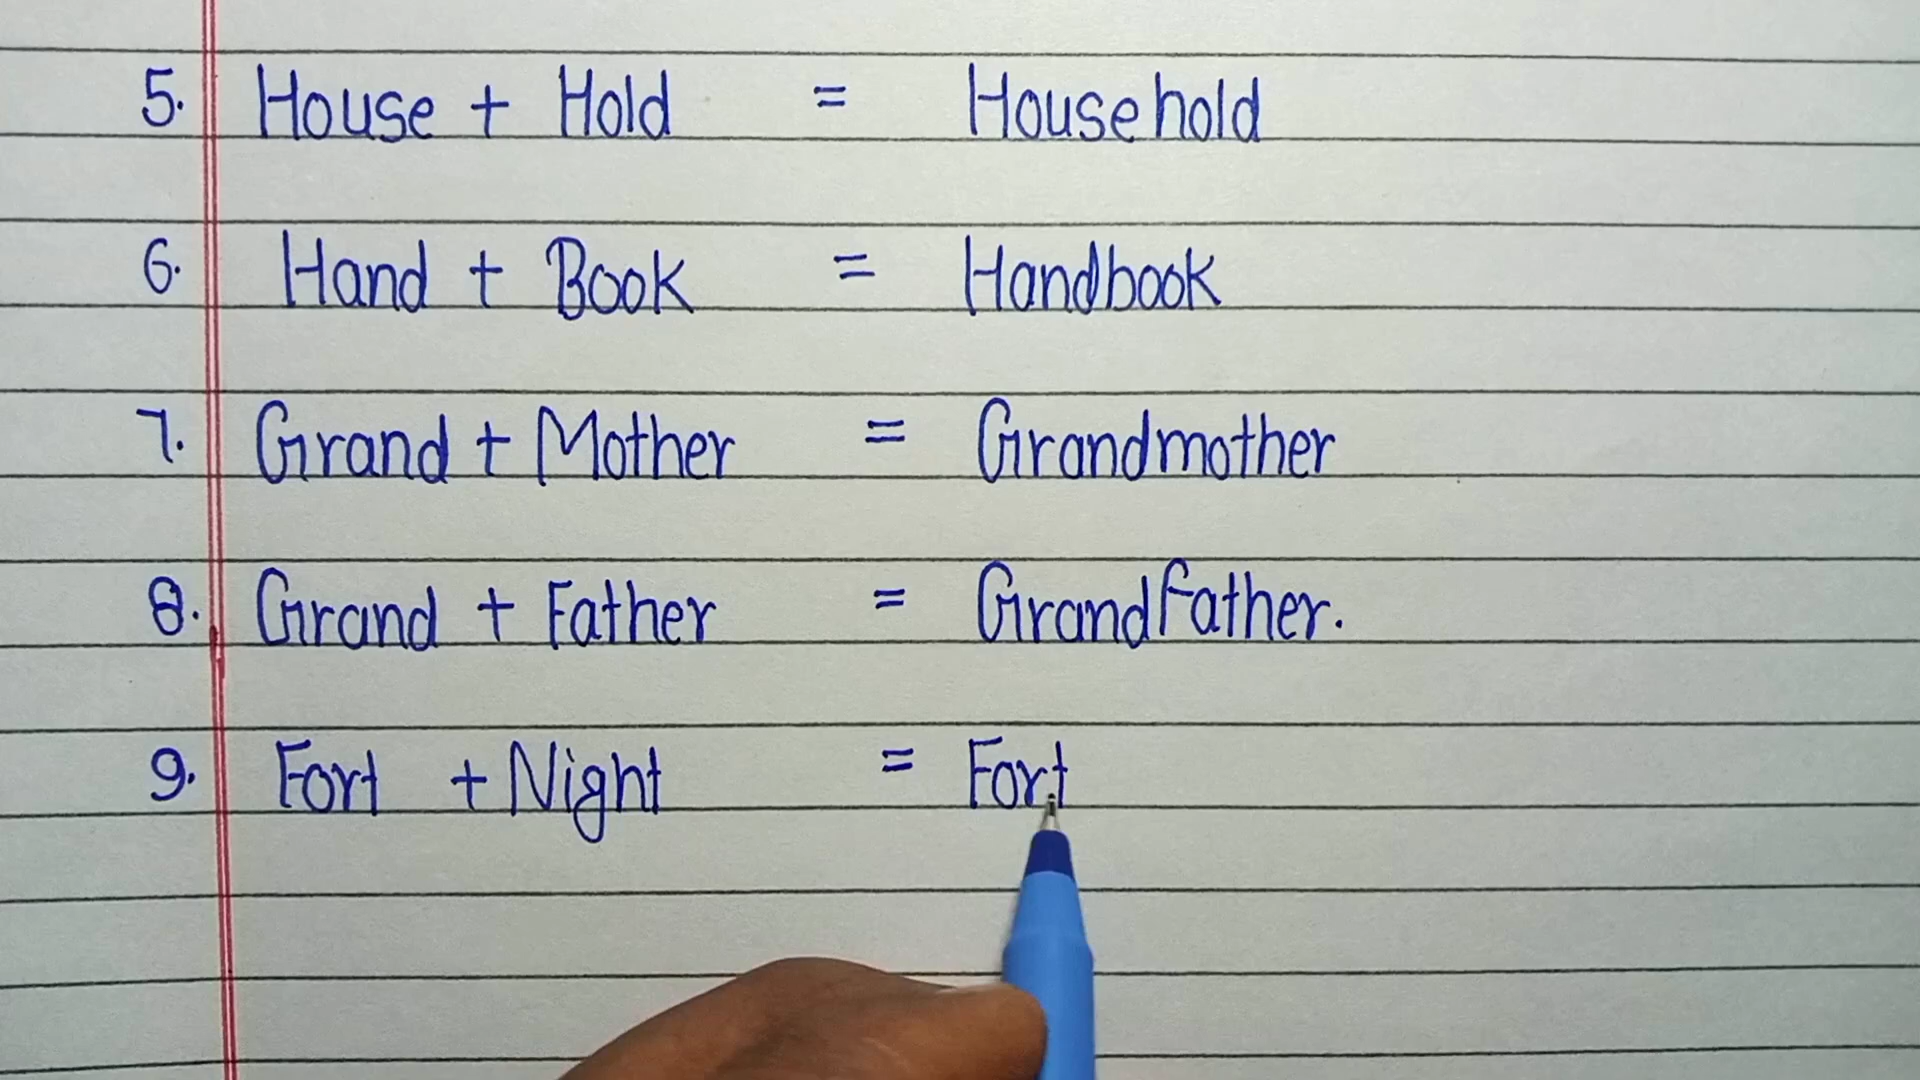 5. House + Hold = Household
6. Hand + Book = Handbook
7. Grand + Mother = Grandmother
8. Grand + Father = Grandfather.
9. Fort + Night = Fort